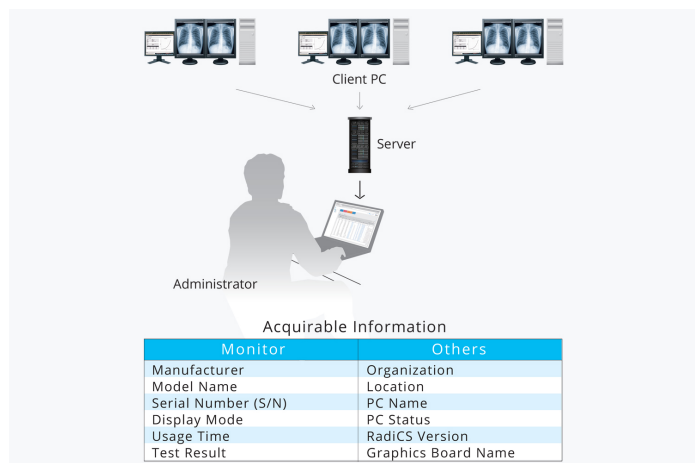 Client PC
Server
Administrator
Acquirable Information
Monitor Others
Manufacturer Organization
Model Name Location
Serial Number (S/N) PC Name
Display Mode PC Status
Usage Time RadiCS Version
Test Result Graphics Board Name